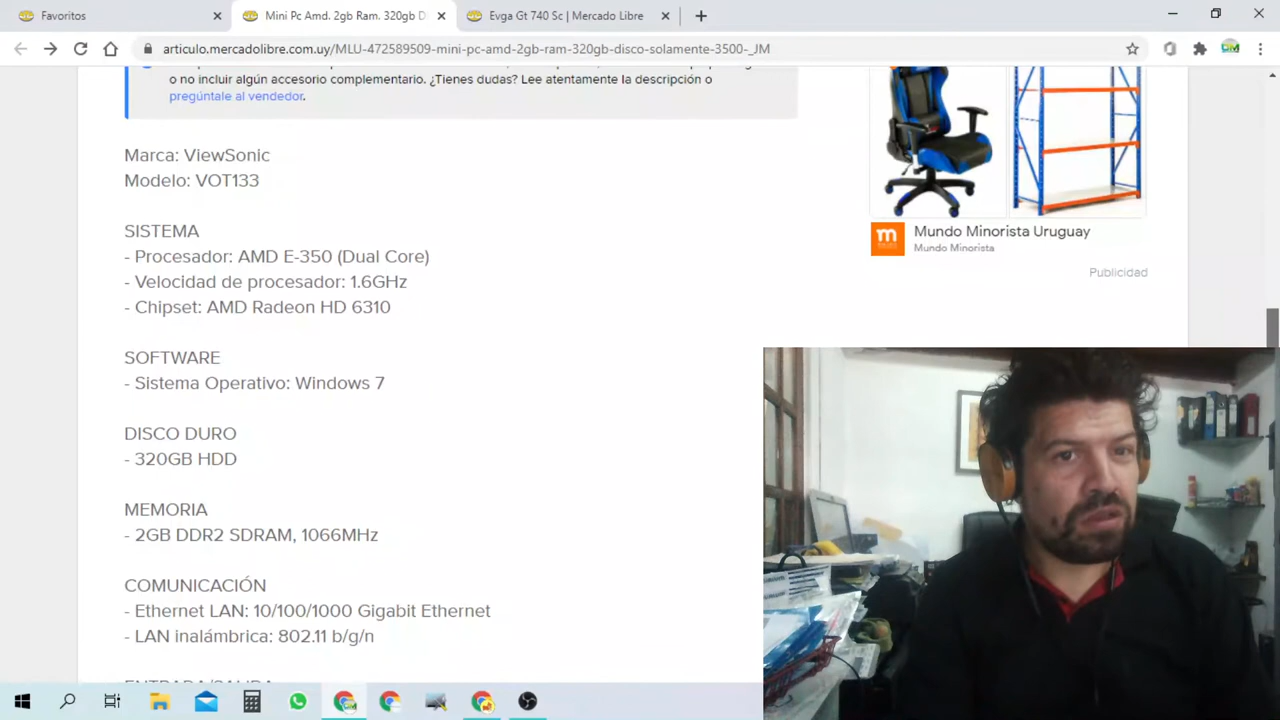 Favoritos
Mini Pc Amd. 2gb Ram. 320gb D
Evga Gt 740 Sc | Mercado Libre
articulo.mercadolibre.com.uy/MLU-472589509-mini-pc-amd-2gb-ram-320gb-disco-solamente-3500-_JM
o no incluir algún accesorio complementario. ¿Tienes dudas? Lee atentamente la descripción o
pregúntale al vendedor.
Marca: ViewSonic
Modelo: VOT133
SISTEMA
- Procesador: AMD E-350 (Dual Core)
- Velocidad de procesador: 1.6GHz
- Chipset: AMD Radeon HD 6310
SOFTWARE
- Sistema Operativo: Windows 7
DISCO DURO
- 320GB HDD
MEMORIA
- 2GB DDR2 SDRAM, 1066MHz
COMUNICACIÓN
- Ethernet LAN: 10/100/1000 Gigabit Ethernet
- LAN inalámbrica: 802.11 b/g/n
ENTRADA/SALIDA
m
Mundo Minorista Uruguay
Mundo Minorista
Publicidad